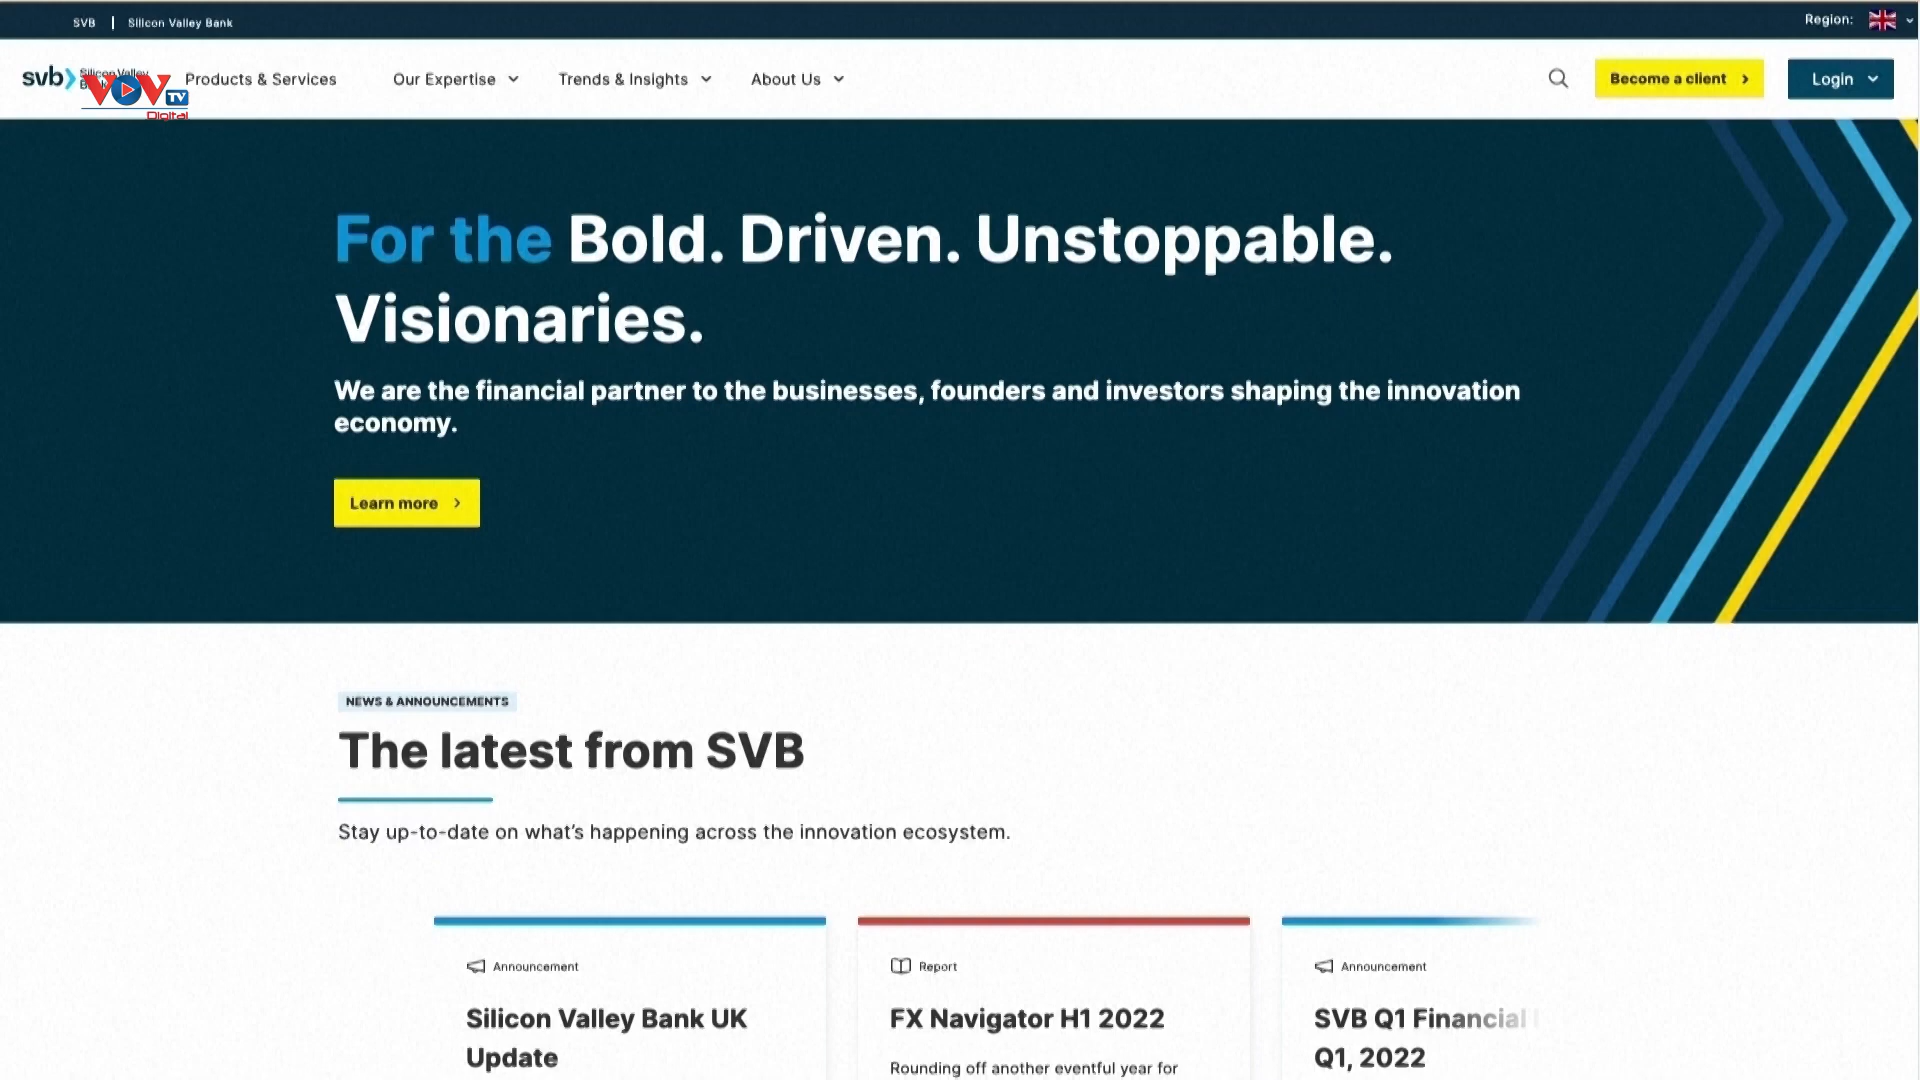 SVB | Silicon Valley Bank
Region:
svb Silicon Valley
VOV TV
Digital
Products & Services
Our Expertise
Trends & Insights
About Us
Become a client
Login
For the Bold. Driven. Unstoppable.
Visionaries.
We are the financial partner to the businesses, founders and investors shaping the innovation
economy.
Learn more
NEWS & ANNOUNCEMENTS
The latest from SVB
Stay up-to-date on what's happening across the innovation ecosystem.
Announcement
Silicon Valley Bank UK
Update
Report
FX Navigator H1 2022
Rounding off another eventful year for
Announcement
SVB Q1 Financial
Q1, 2022